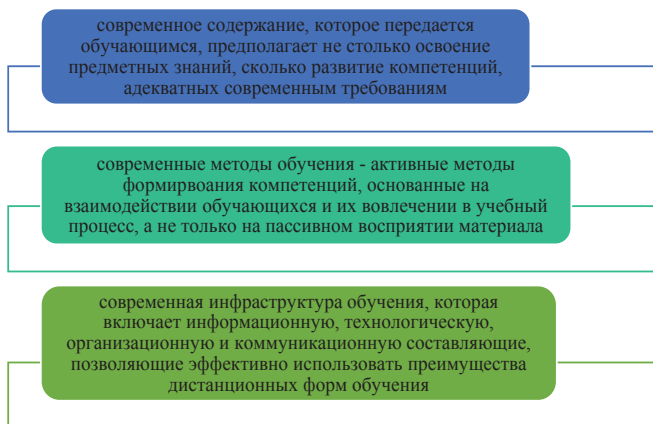 современное содержание, которое передается
обучающимся, предполагает не столько освоение
предметных знаний, сколько развитие компетенций,
адекватных современным требованиям
современные методы обучения - активные методы
формирвоания компетенций, основанные на
взаимодействии обучающихся и их вовлечении в учебный
процесс, а не только на пассивном восприятии материала
современная инфраструктура обучения, которая
включает информационную, технологическую,
организационную и коммуникационную составляющие,
позволяющие эффективно использовать преимущества
дистанционных форм обучения